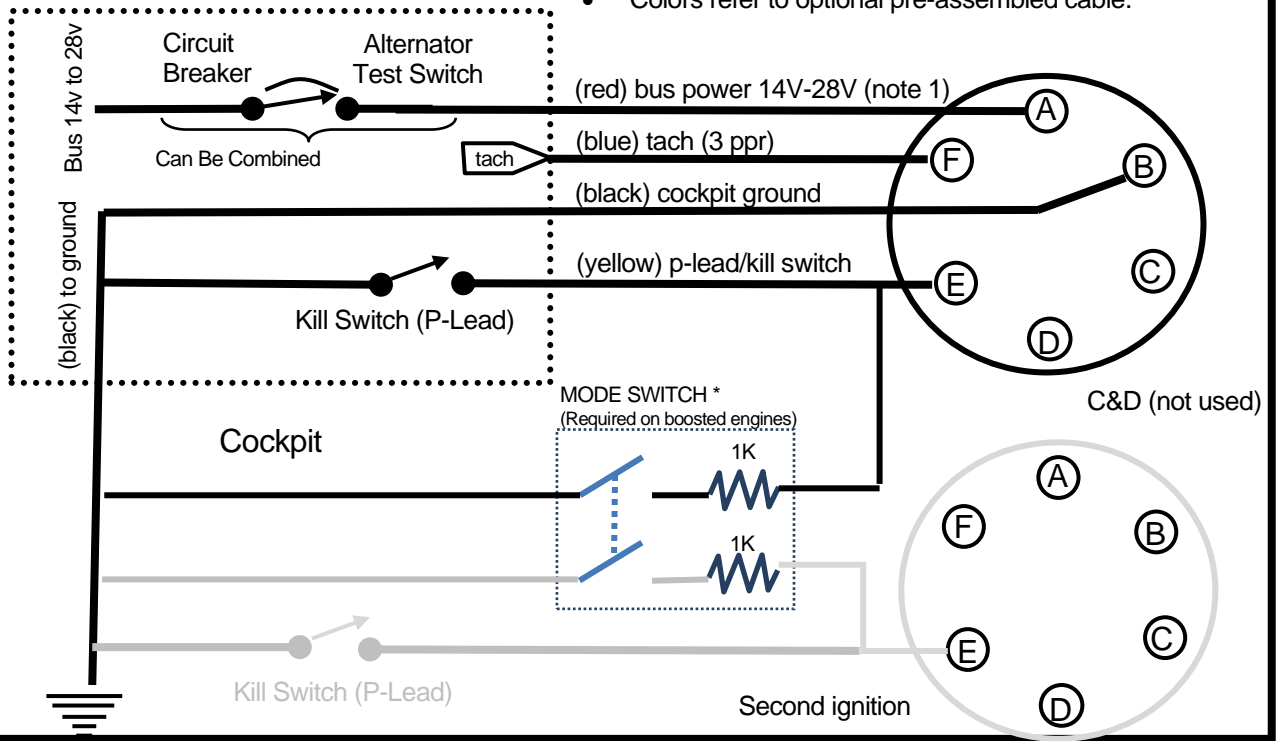 • Colors refer to optional pre-assembled cable.
Bus 14v to 28v
Circuit
Breaker
Alternator
Test Switch
(red) bus power 14V-28V (note 1)
A
Can Be Combined
tach
(blue) tach (3 ppr)
F
B
(black) to ground
(black) cockpit ground
C
(yellow) p-lead/kill switch
E
Kill Switch (P-Lead)
D
C&D (not used)
MODE SWITCH *
(Required on boosted engines)
Cockpit
1K
1K
A
F
B
C
E
D
Kill Switch (P-Lead)
Second ignition